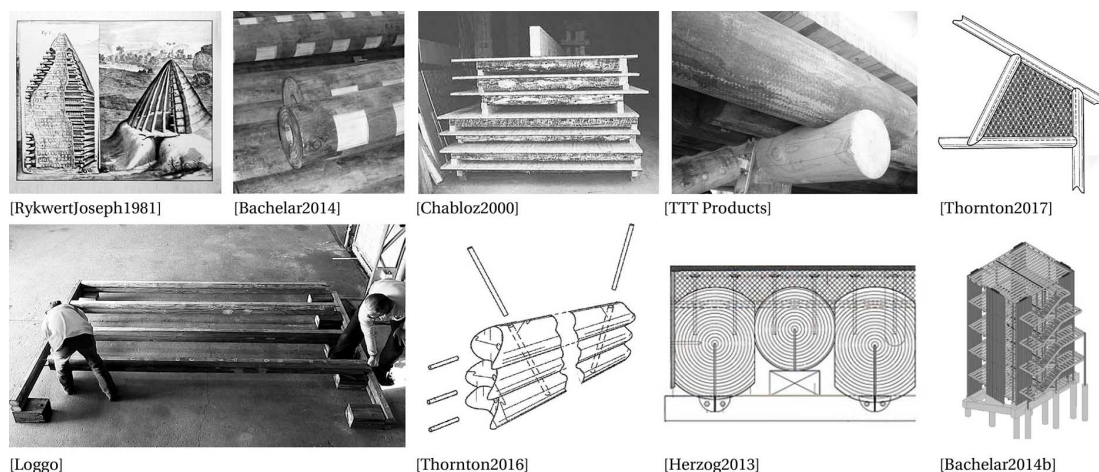 [RykwertJoseph1981]
[Bachelar2014]
[Chabloz2000]
[TTT Products]
[Thornton2017]
[Loggo]
[Thornton2016]
[Herzog2013]
[Bachelar2014b]